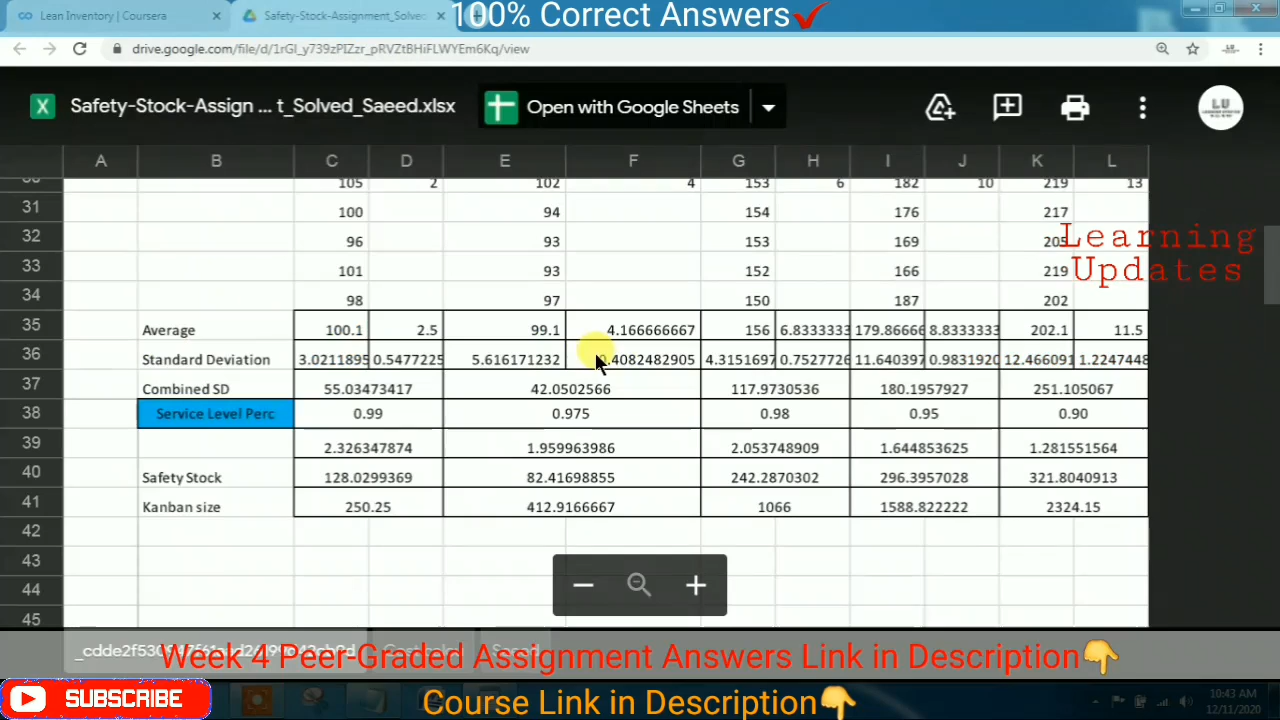 Lean Inventory | Coursera
Safety-Stock-Assignment_Solved_
100% Correct Answers
drive.google.com/file/d/1rGl_y739zPIZzr_pRVZtBHiFLWYEm6Kq/view
X Safety-Stock-Assign ... t_Solved_Saeed.xlsx Open with Google Sheets
LU
A B C D E F G H I J K L
30 105 2 102 4 153 6 182 10 219 13
31 100 94 154 176 217
32 96 93 153 169 205
33 101 93 152 166 219
34 98 97 150 187 202
Learning
Updates
35 Average 100.1 2.5 99.1 4.166666667 156 6.8333333 179.86666 8.8333333 202.1 11.5
36 Standard Deviation 3.0211895 0.5477225 5.616171232 0.4082482905 4.3151697 0.7527726 11.640397 0.9831920 12.466091 1.2247448
37 Combined SD 55.03473417 42.0502566 117.9730536 180.1957927 251.105067
38 Service Level Perc 0.99 0.975 0.98 0.95 0.90
39 2.326347874 1.959963986 2.053748909 1.644853625 1.281551564
40 Safety Stock 128.0299369 82.41698855 242.2870302 296.3957028 321.8040913
41 Kanban size 250.25 412.9166667 1066 1588.822222 2324.15
42
43
44
45
Week 4 Peer-Graded Assignment Answers Link in Description
SUBSCRIBE
Course Link in Description
10:43 AM
12/11/2020